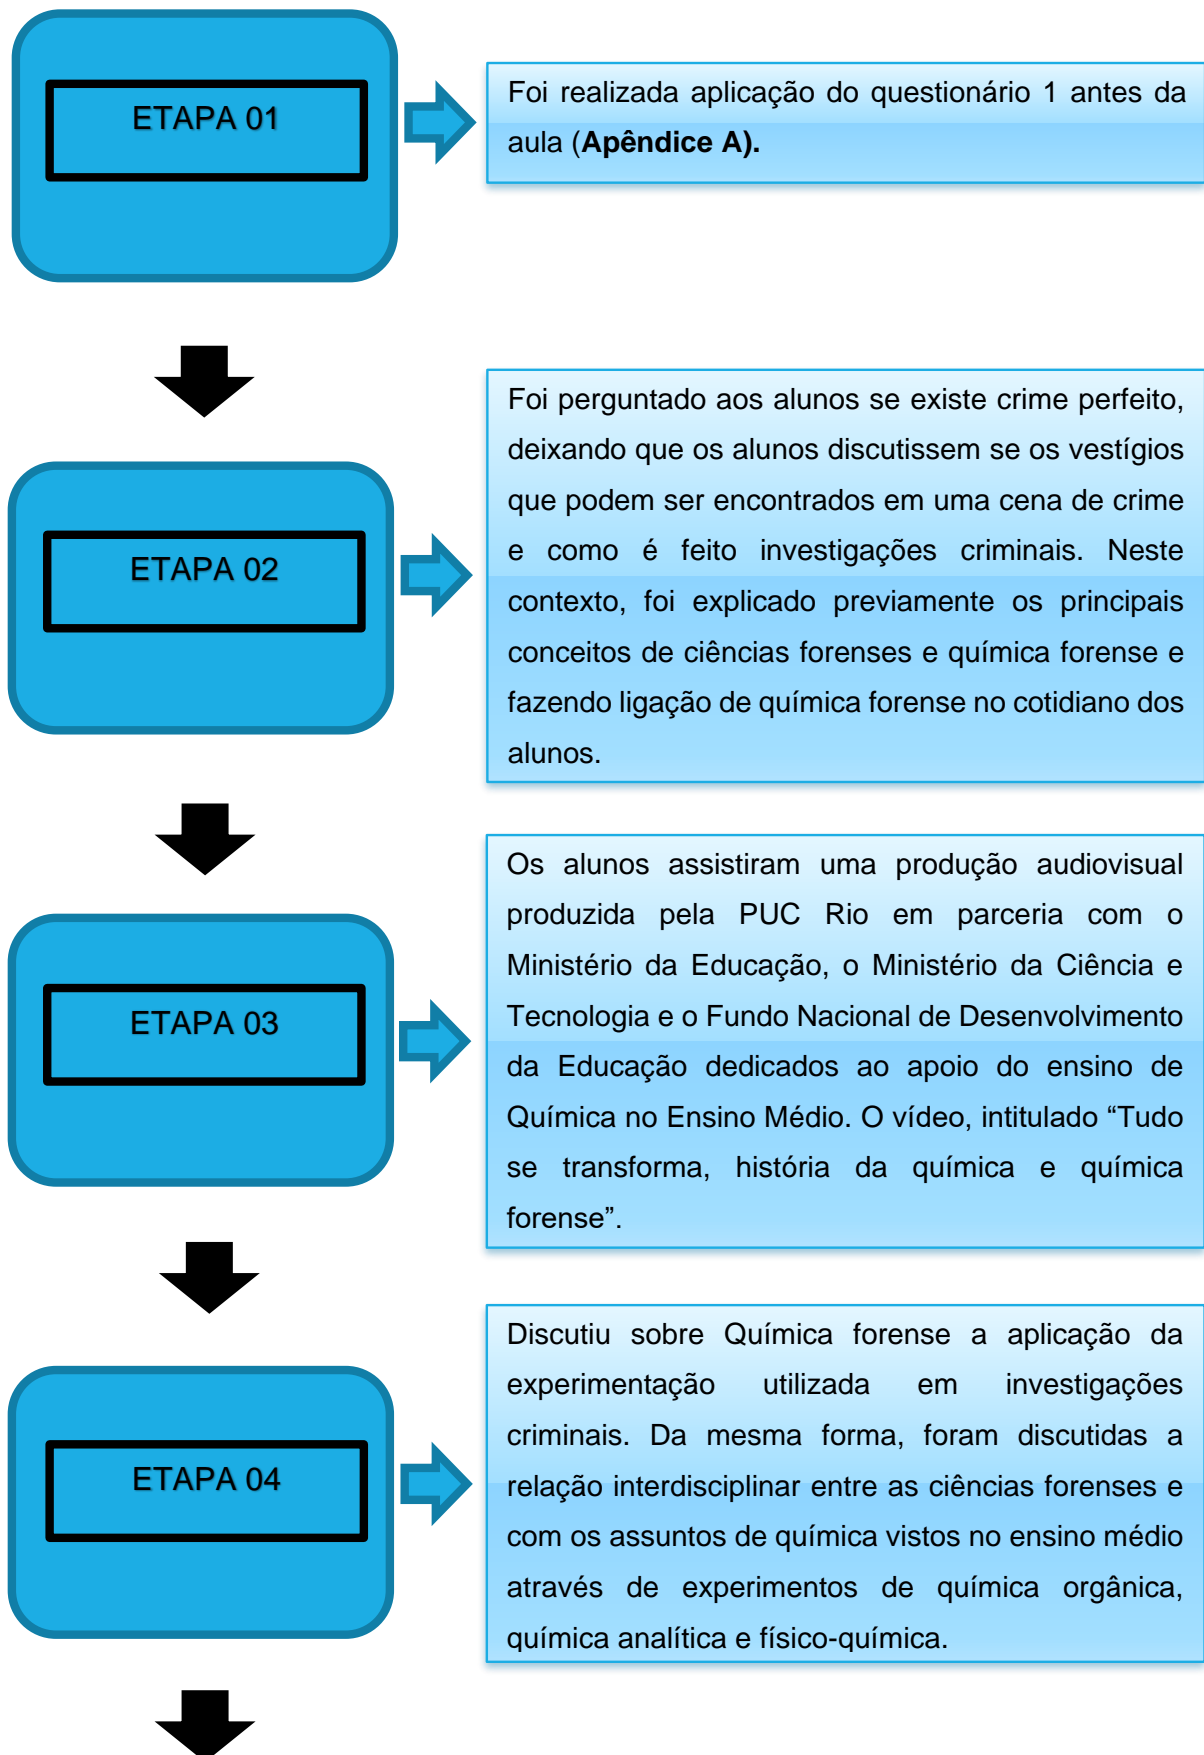 ETAPA 01
Foi realizada aplicação do questionário 1 antes da
aula (Apêndice A).
ETAPA 02
Foi perguntado aos alunos se existe crime perfeito,
deixando que os alunos discutissem se os vestígios
que podem ser encontrados em uma cena de crime
e como é feito investigações criminais. Neste
contexto, foi explicado previamente os principais
conceitos de ciências forenses e química forense e
fazendo ligação de química forense no cotidiano dos
alunos.
ETAPA 03
Os alunos assistiram uma produção audiovisual
produzida pela PUC Rio em parceria com o
Ministério da Educação, o Ministério da Ciência e
Tecnologia e o Fundo Nacional de Desenvolvimento
da Educação dedicados ao apoio do ensino de
Química no Ensino Médio. O vídeo, intitulado “Tudo
se transforma, história da química e química
forense”.
ETAPA 04
Discutiu sobre Química forense a aplicação da
experimentação utilizada em investigações
criminais. Da mesma forma, foram discutidas a
relação interdisciplinar entre as ciências forenses e
com os assuntos de química vistos no ensino médio
através de experimentos de química orgânica,
química analítica e físico-química.